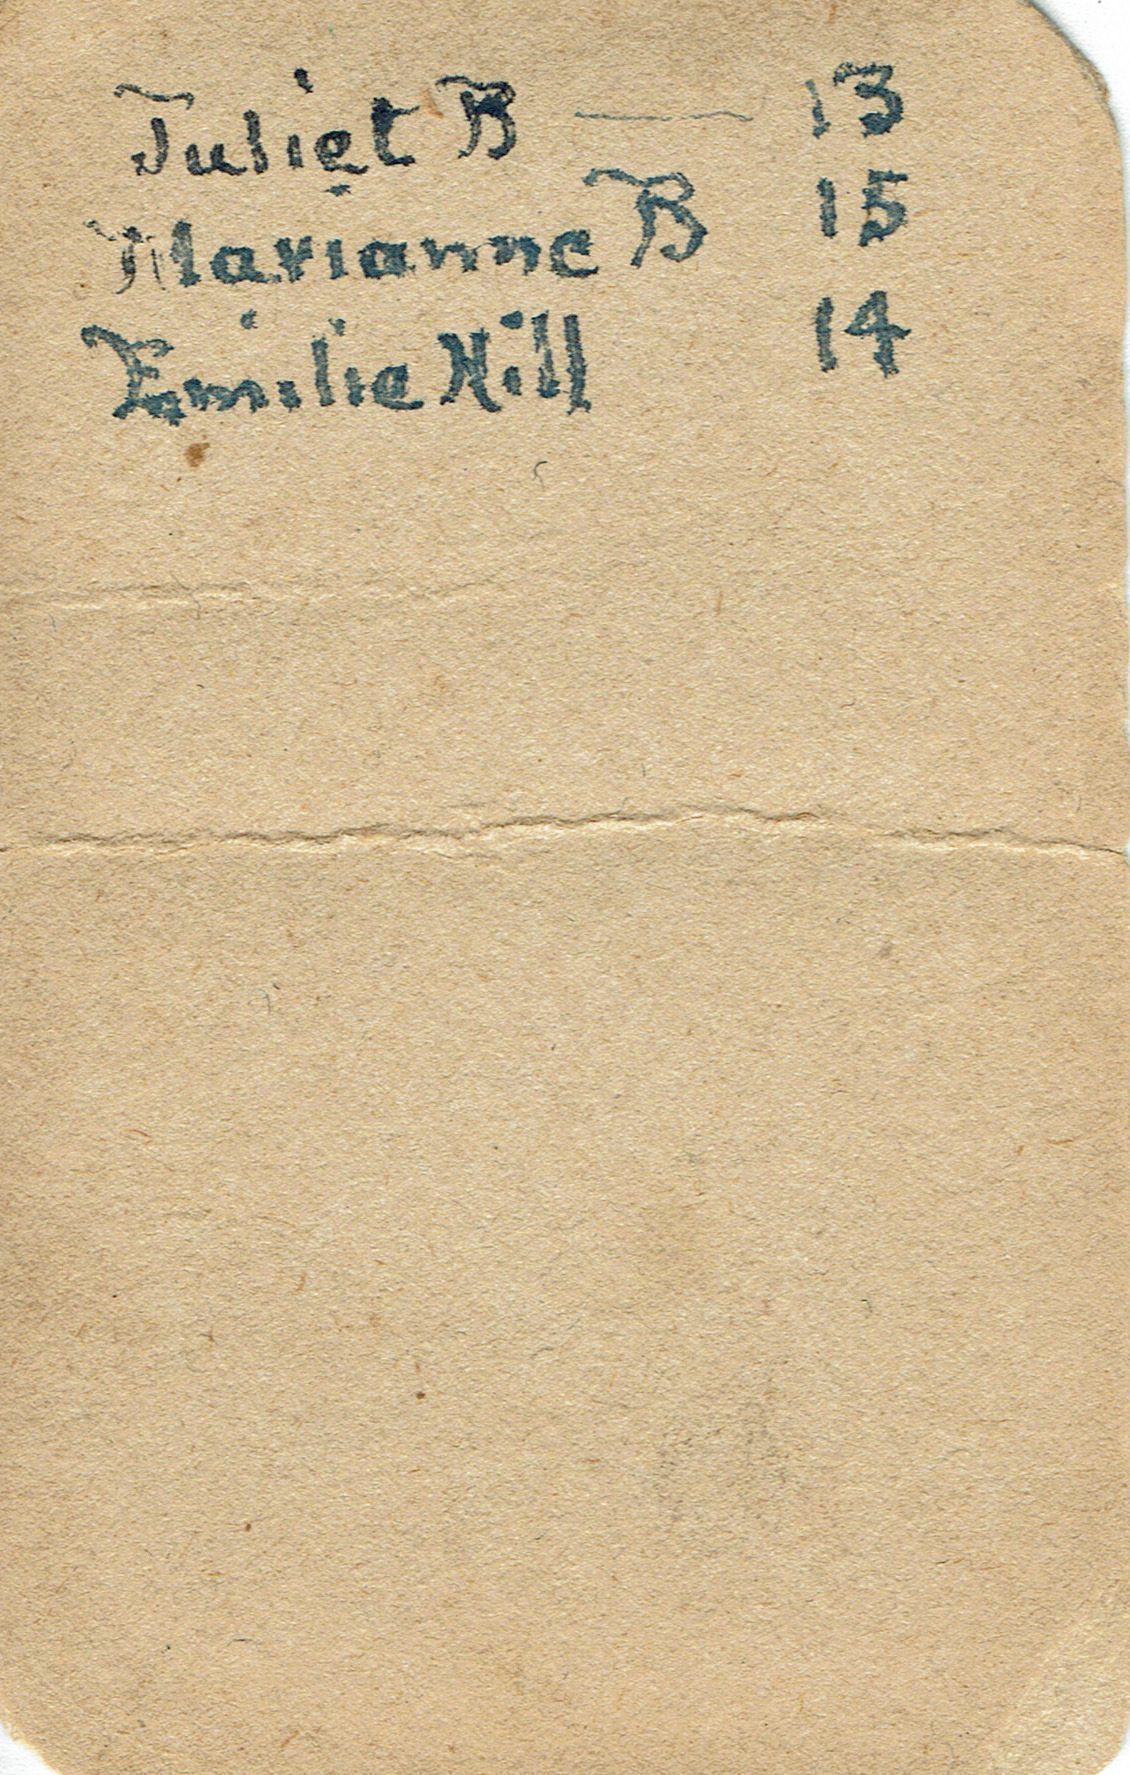 Juliet B — 13
Marianne B 15
Emilie Hill 14